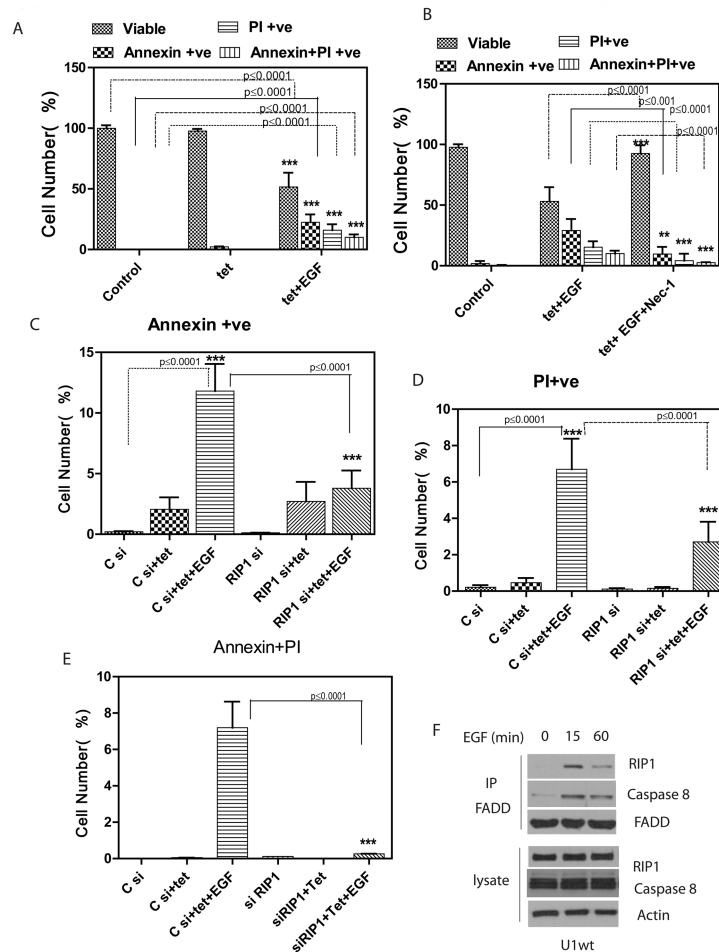 A
Viable
PI +ve
Annexin +ve
Annexin+PI +ve
Cell Number( %)
150
100
50
0
p≤0.0001
p≤0.0001
p≤0.0001
p≤0.0001
***
***
***
***
Control
tet
tet+EGF
B
Viable
PI+ve
Annexin +ve
Annexin+PI+ve
Cell Number( %)
150
100
50
0
p≤0.0001
p≤0.001
p≤0.0001
p≤0.0001
***
**
***
***
Control
tet+EGF
tet+ EGF+Nec-1
C
Annexin +ve
Cell Number( %)
15
10
5
0
p≤0.0001
***
p≤0.0001
***
C si
C si+tet
C si+tet+EGF
RIP1 si
RIP1 si+tet
RIP1 si+tet+EGF
D
PI+ve
Cell Number( %)
8
6
4
2
0
p≤0.0001
***
p≤0.0001
***
C si
C si+tet
C si+tet+EGF
RIP1 si
RIP1 si+tet
RIP1 si+tet+EGF
E
Annexin+PI
Cell Number( %)
8
6
4
2
0
p≤0.0001
***
C si
C si+tet
C si+tet+EGF
si RIP1
siRIP1+Tet
siRIP1+Tet+EGF
F
EGF (min) 0 15 60
IP
FADD
RIP1
Caspase 8
FADD
lysate
RIP1
Caspase 8
Actin
U1wt